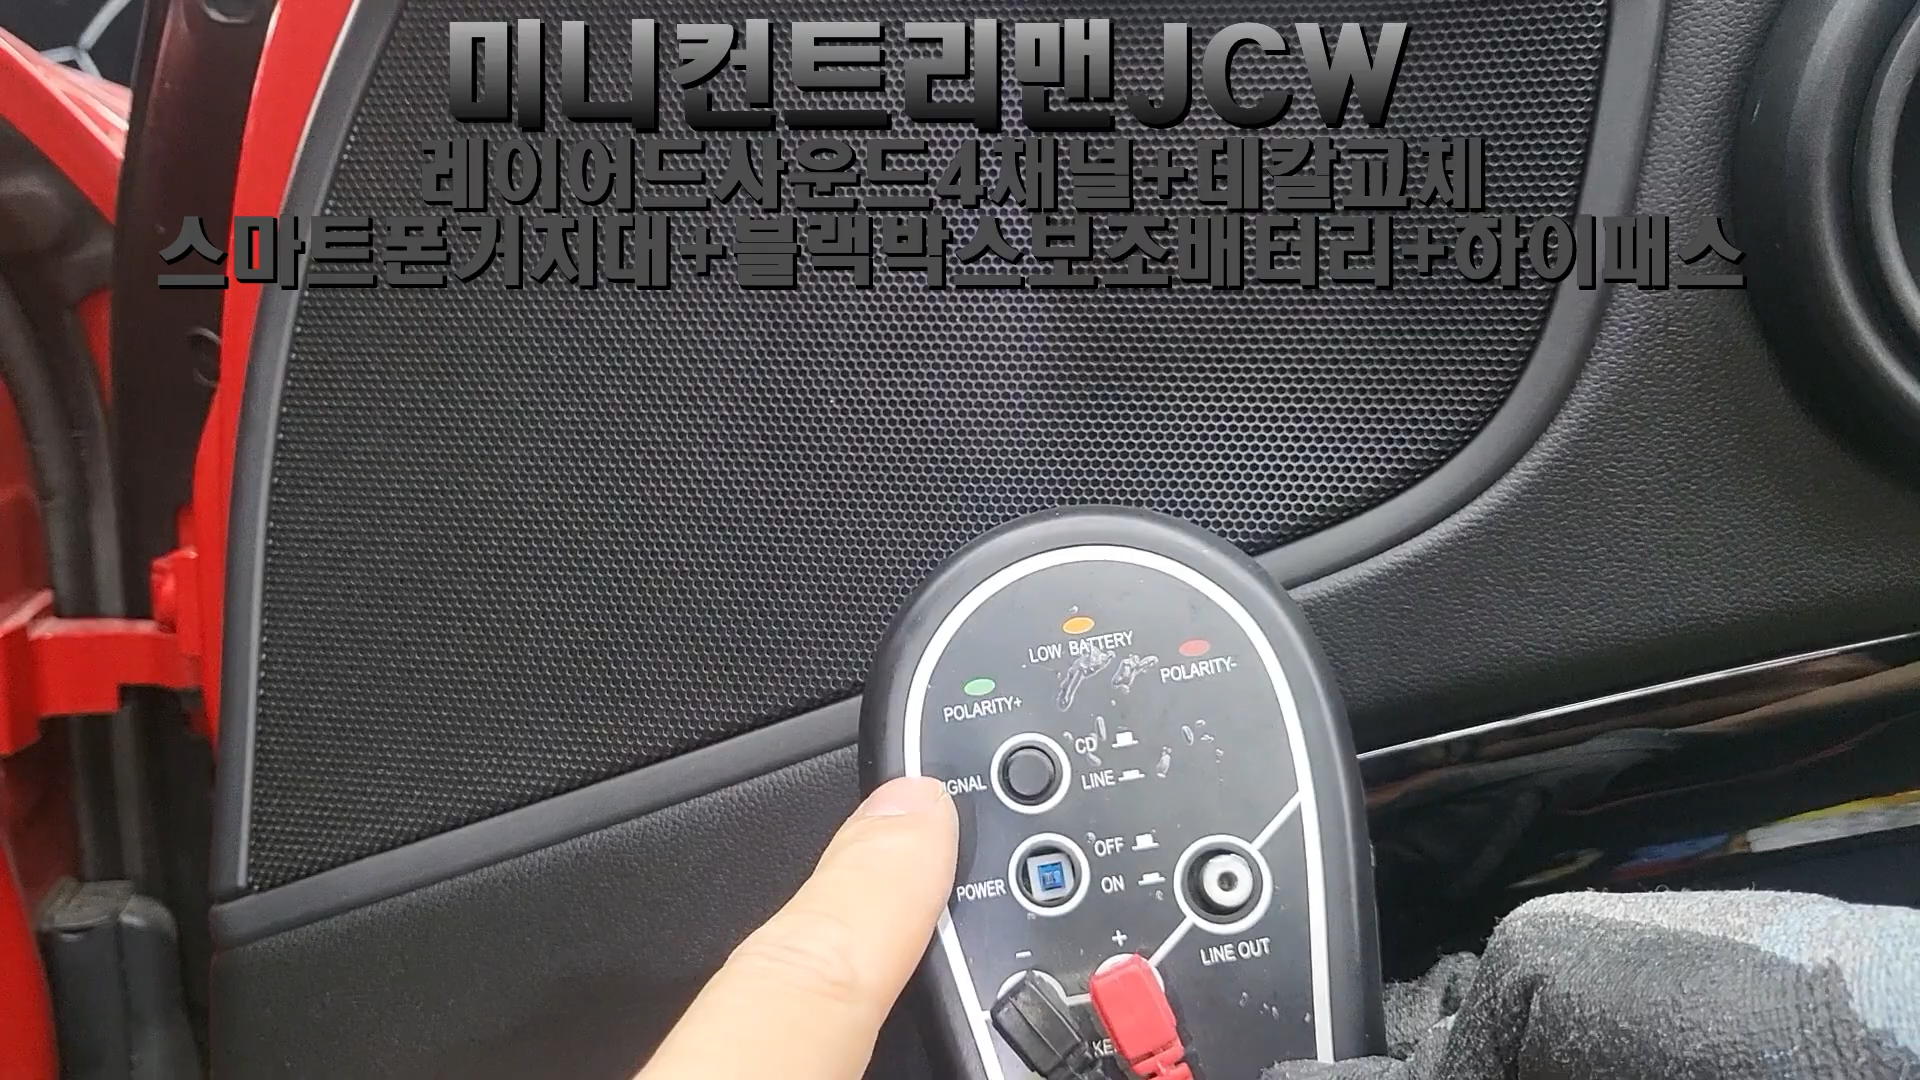 미니컨트리맨JCW
레이어드사운드4채널+데칼교체
스마트폰거치대+블랙박스보조배터리+하이패스
LOW BATTERY
POLARITY-
POLARITY+
CD
LINE
OFF
POWER
ON
-
+
LINE OUT